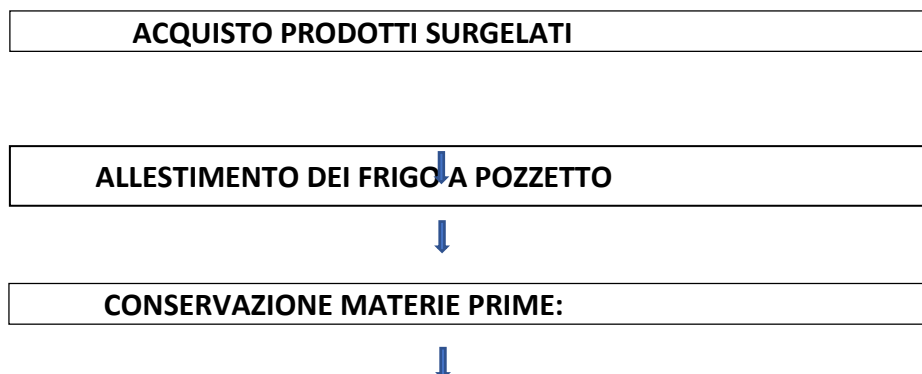 ACQUISTO PRODOTTI SURGELATI
ALLESTIMENTO DEI FRIGO A POZZETTO
CONSERVAZIONE MATERIE PRIME: